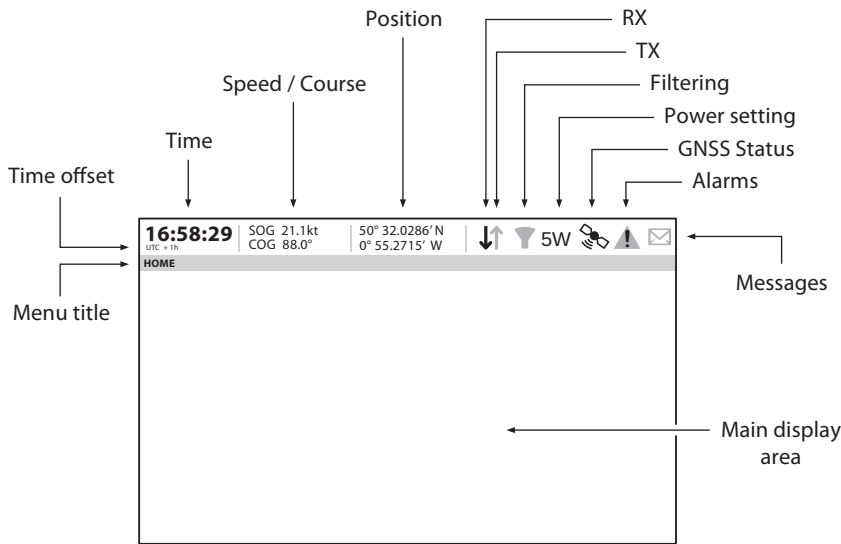 Position
RX
TX
Speed / Course
Filtering
Power setting
Time
GNSS Status
Time offset
Alarms
16:58:29
UTC + 1h
SOG 21.1kt
COG 88.0°
50° 32.0286’ N
0° 55.2715’ W
5W
HOME
Messages
Menu title
Main display
area